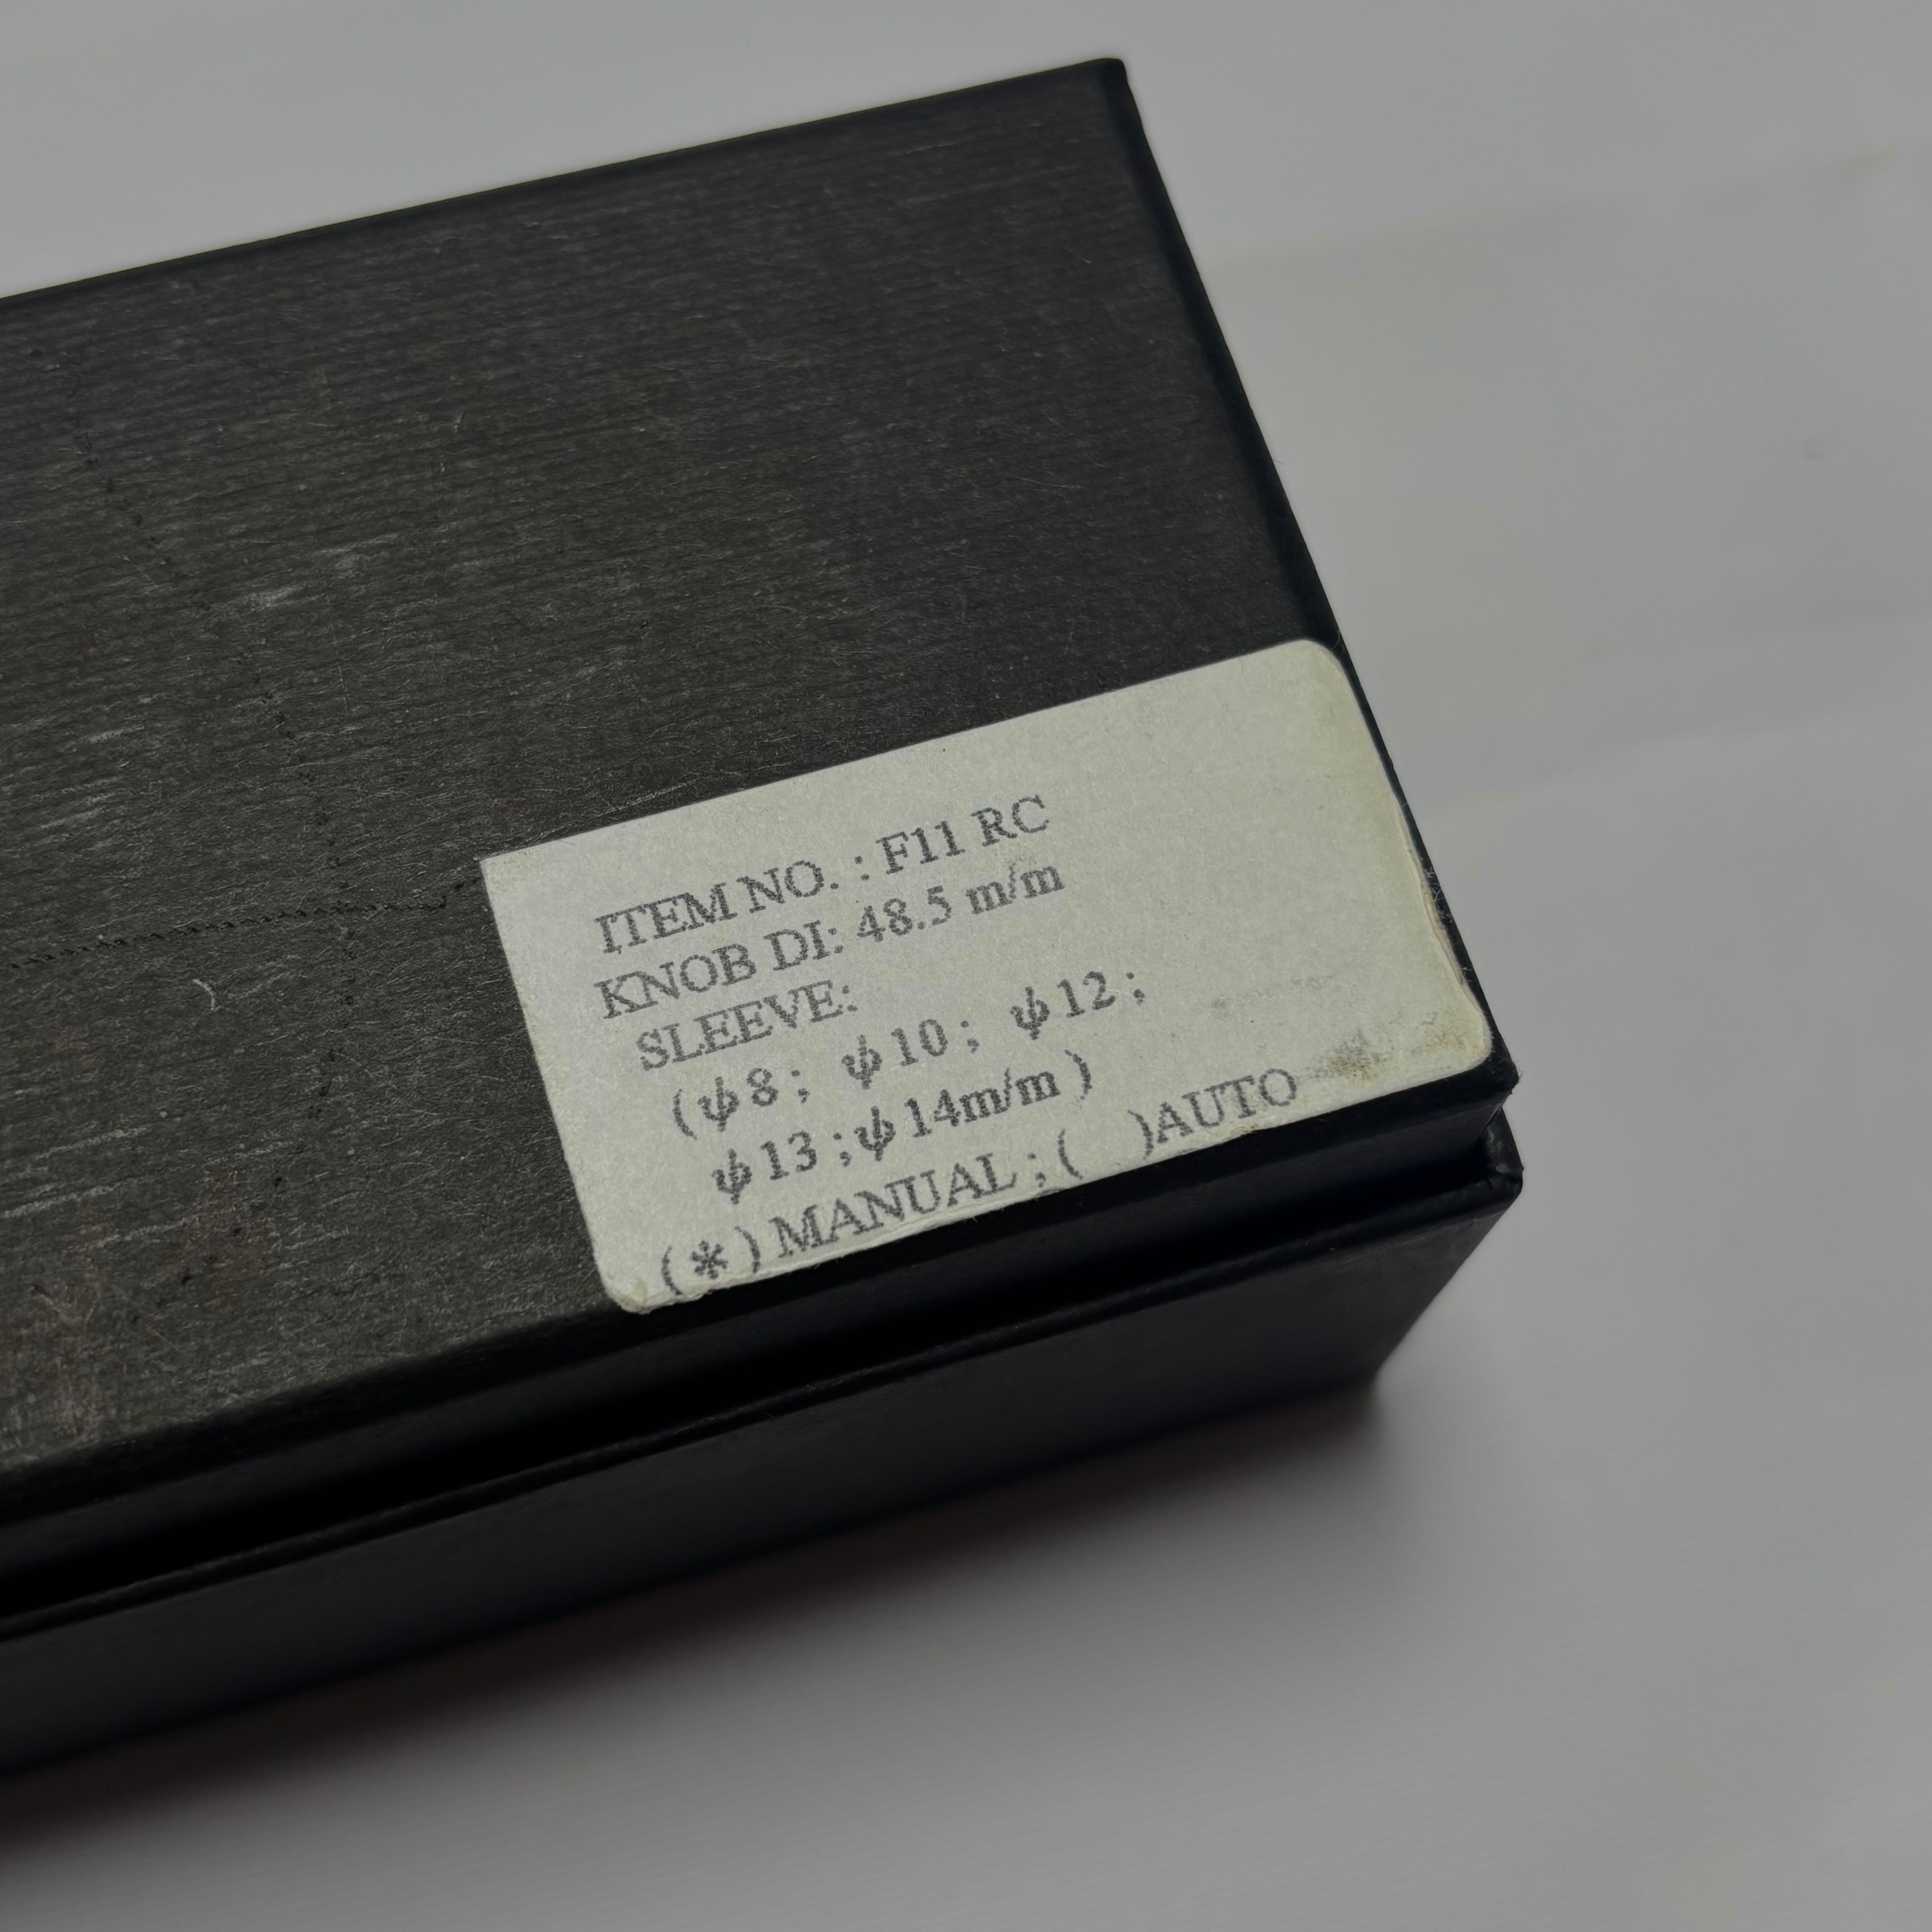 ITEM NO. : F11 RC
KNOB DI: 48.5 m/m
SLEEVE:
(ψ8 ; ψ10 ; ψ12 ;
ψ13 ;ψ14m/m )
(*) MANUAL ; ( )AUTO